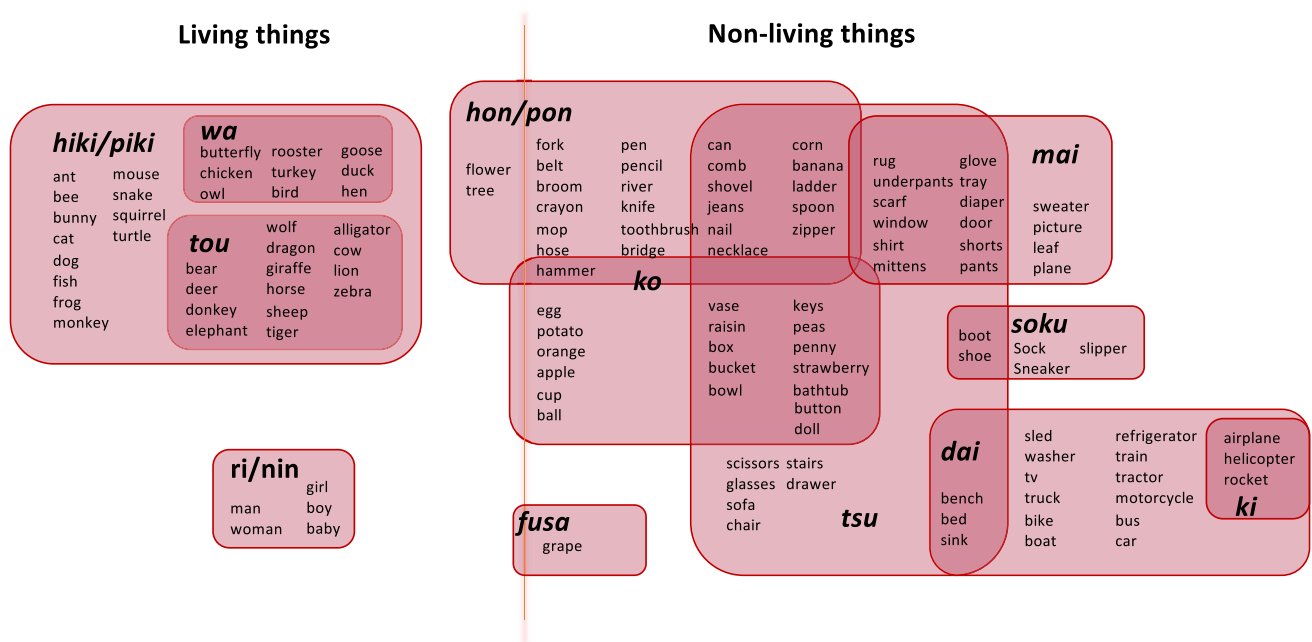 Living things
Non-living things
hiki/piki
ant
bee
bunny
cat
dog
fish
frog
monkey
mouse
snake
squirrel
turtle
wa
butterfly
chicken
owl
rooster
turkey
bird
goose
duck
hen
tou
bear
deer
donkey
elephant
wolf
dragon
giraffe
horse
sheep
tiger
alligator
cow
lion
zebra
ri/nin
man
woman
girl
boy
baby
hon/pon
flower
tree
fork
belt
broom
crayon
mop
hose
hammer
pen
pencil
river
knife
toothbrush
bridge
can
comb
shovel
jeans
nail
necklace
corn
banana
ladder
spoon
zipper
mai
rug
underpants
scarf
window
shirt
mittens
glove
tray
diaper
door
shorts
pants
sweater
picture
leaf
plane
ko
egg
potato
orange
apple
cup
ball
vase
raisin
box
bucket
bowl
keys
peas
penny
strawberry
bathtub
button
doll
soku
boot
shoe
Sock
Sneaker
slipper
tsu
scissors
glasses
sofa
chair
stairs
drawer
fusa
grape
dai
bench
bed
sink
sled
washer
tv
truck
bike
boat
refrigerator
train
tractor
motorcycle
bus
car
airplane
helicopter
rocket
ki